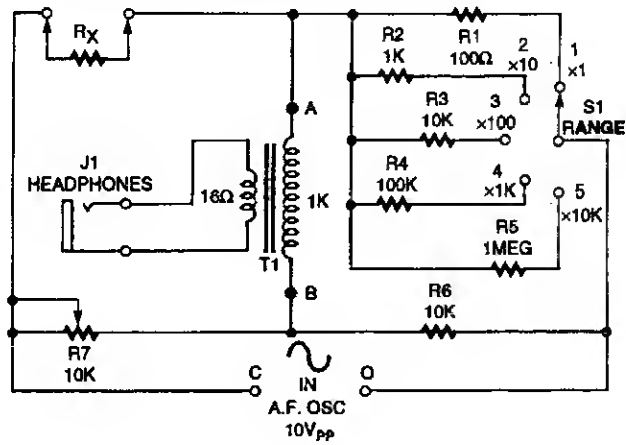 RX
R1
100Ω
R2
1K
2
×10
1
×1
R3
10K
3
×100
S1
RANGE
A
J1
HEADPHONES
16Ω
1K
T1
R4
100K
4
×1K
5
×10K
R5
1MEG
B
R6
10K
R7
10K
C
IN
O
A.F. OSC
10Vpp